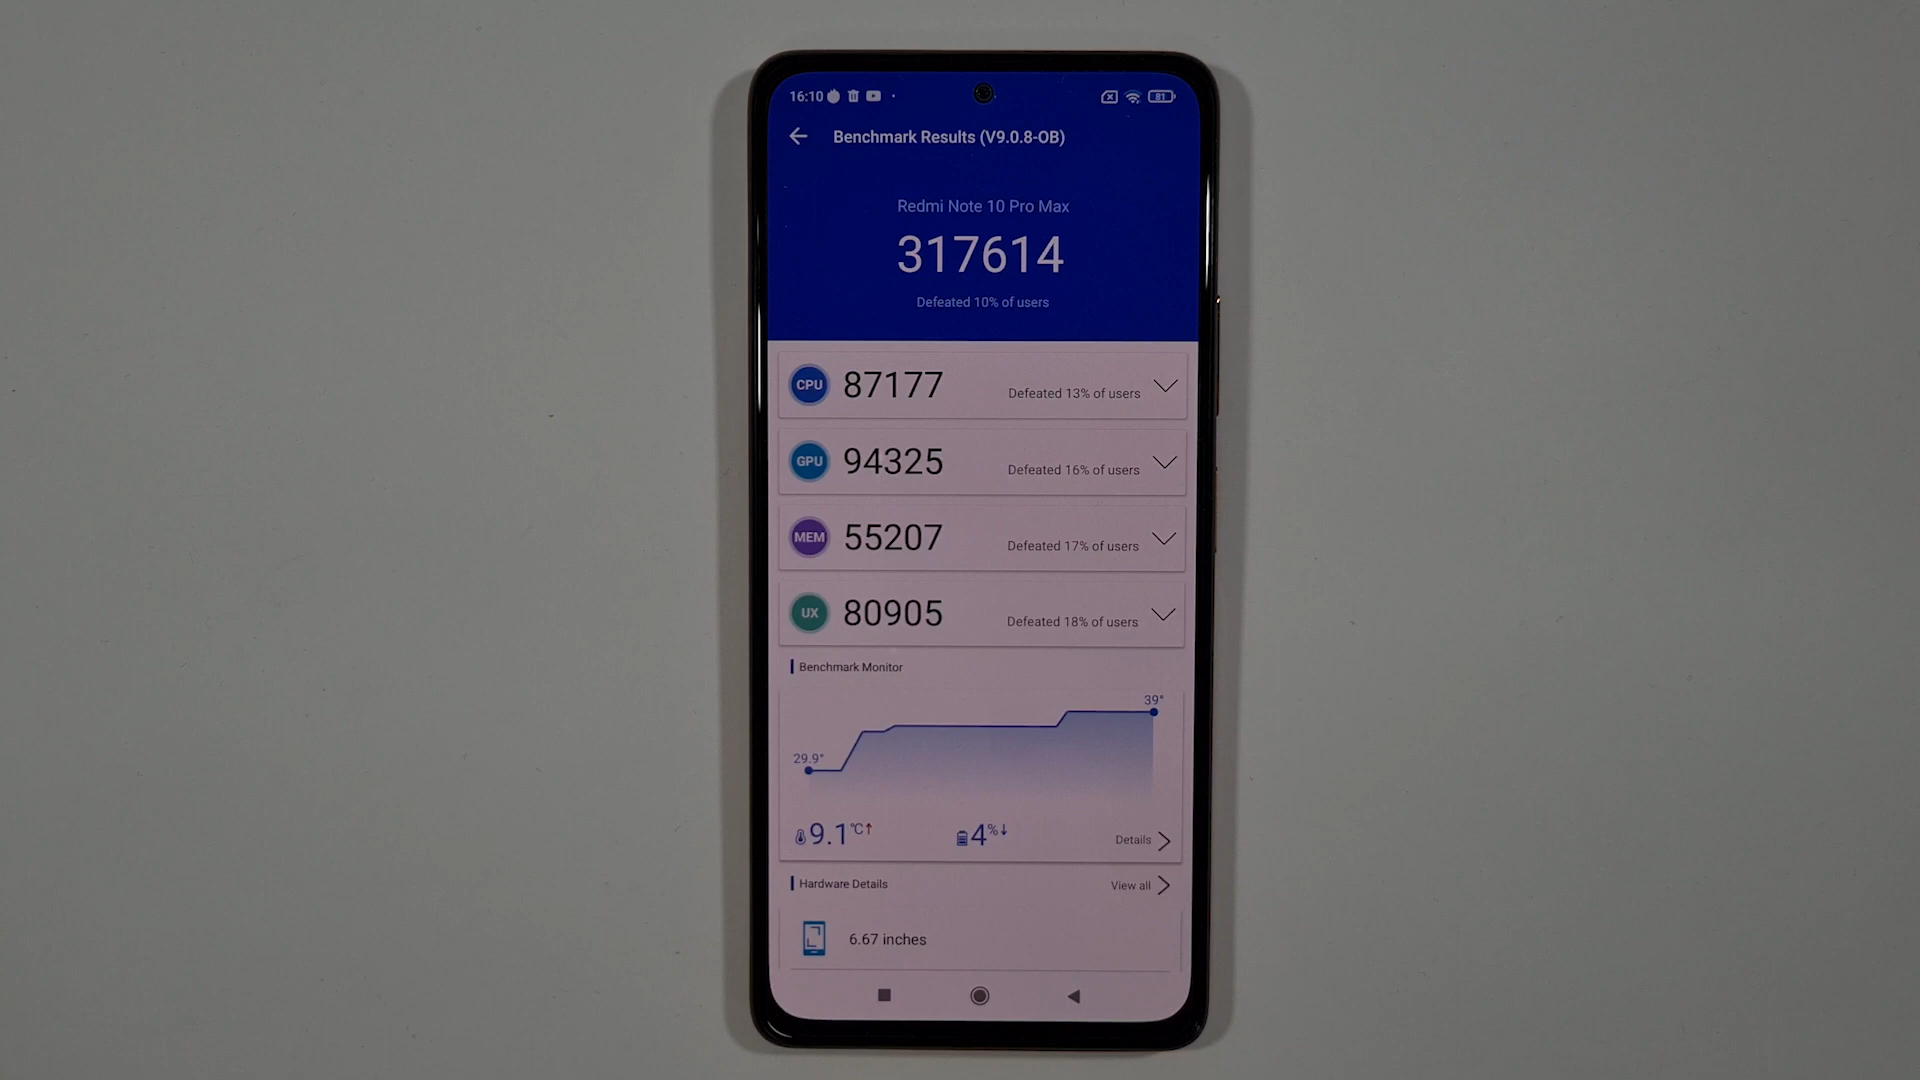 16:10 81
Benchmark Results (V9.0.8-OB)
Redmi Note 10 Pro Max
317614
Defeated 10% of users
CPU 87177 Defeated 13% of users
GPU 94325 Defeated 16% of users
MEM 55207 Defeated 17% of users
UX 80905 Defeated 18% of users
Benchmark Monitor
39°
29.9°
9.1℃↑ 4%↓ Details
Hardware Details View all
6.67 inches